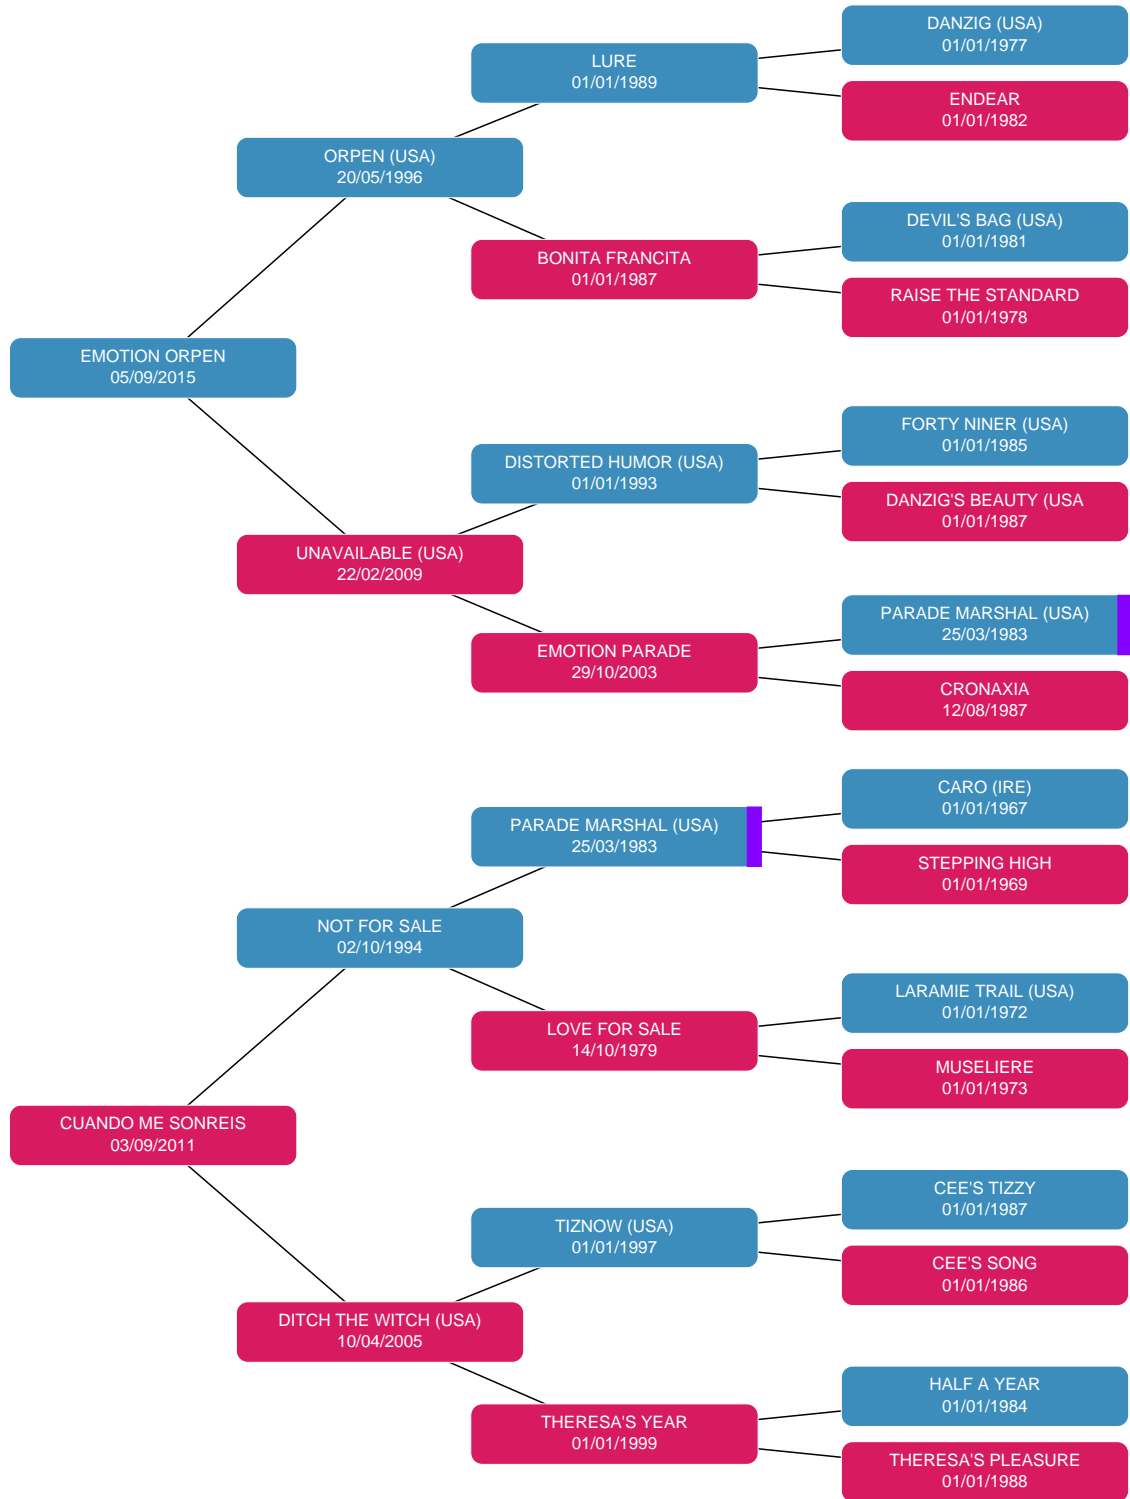 DANZIG (USA)
01/01/1977
LURE
01/01/1989
ENDEAR
01/01/1982
ORPEN (USA)
20/05/1996
DEVIL'S BAG (USA)
01/01/1981
BONITA FRANCITA
01/01/1987
RAISE THE STANDARD
01/01/1978
EMOTION ORPEN
05/09/2015
FORTY NINER (USA)
01/01/1985
DISTORTED HUMOR (USA)
01/01/1993
DANZIG'S BEAUTY (USA
01/01/1987
UNAVAILABLE (USA)
22/02/2009
PARADE MARSHAL (USA)
25/03/1983
EMOTION PARADE
29/10/2003
CRONAXIA
12/08/1987
CARO (IRE)
01/01/1967
PARADE MARSHAL (USA)
25/03/1983
STEPPING HIGH
01/01/1969
NOT FOR SALE
02/10/1994
LARAMIE TRAIL (USA)
01/01/1972
LOVE FOR SALE
14/10/1979
MUSELIERE
01/01/1973
CUANDO ME SONREIS
03/09/2011
CEE'S TIZZY
01/01/1987
TIZNOW (USA)
01/01/1997
CEE'S SONG
01/01/1986
DITCH THE WITCH (USA)
10/04/2005
HALF A YEAR
01/01/1984
THERESA'S YEAR
01/01/1999
THERESA'S PLEASURE
01/01/1988